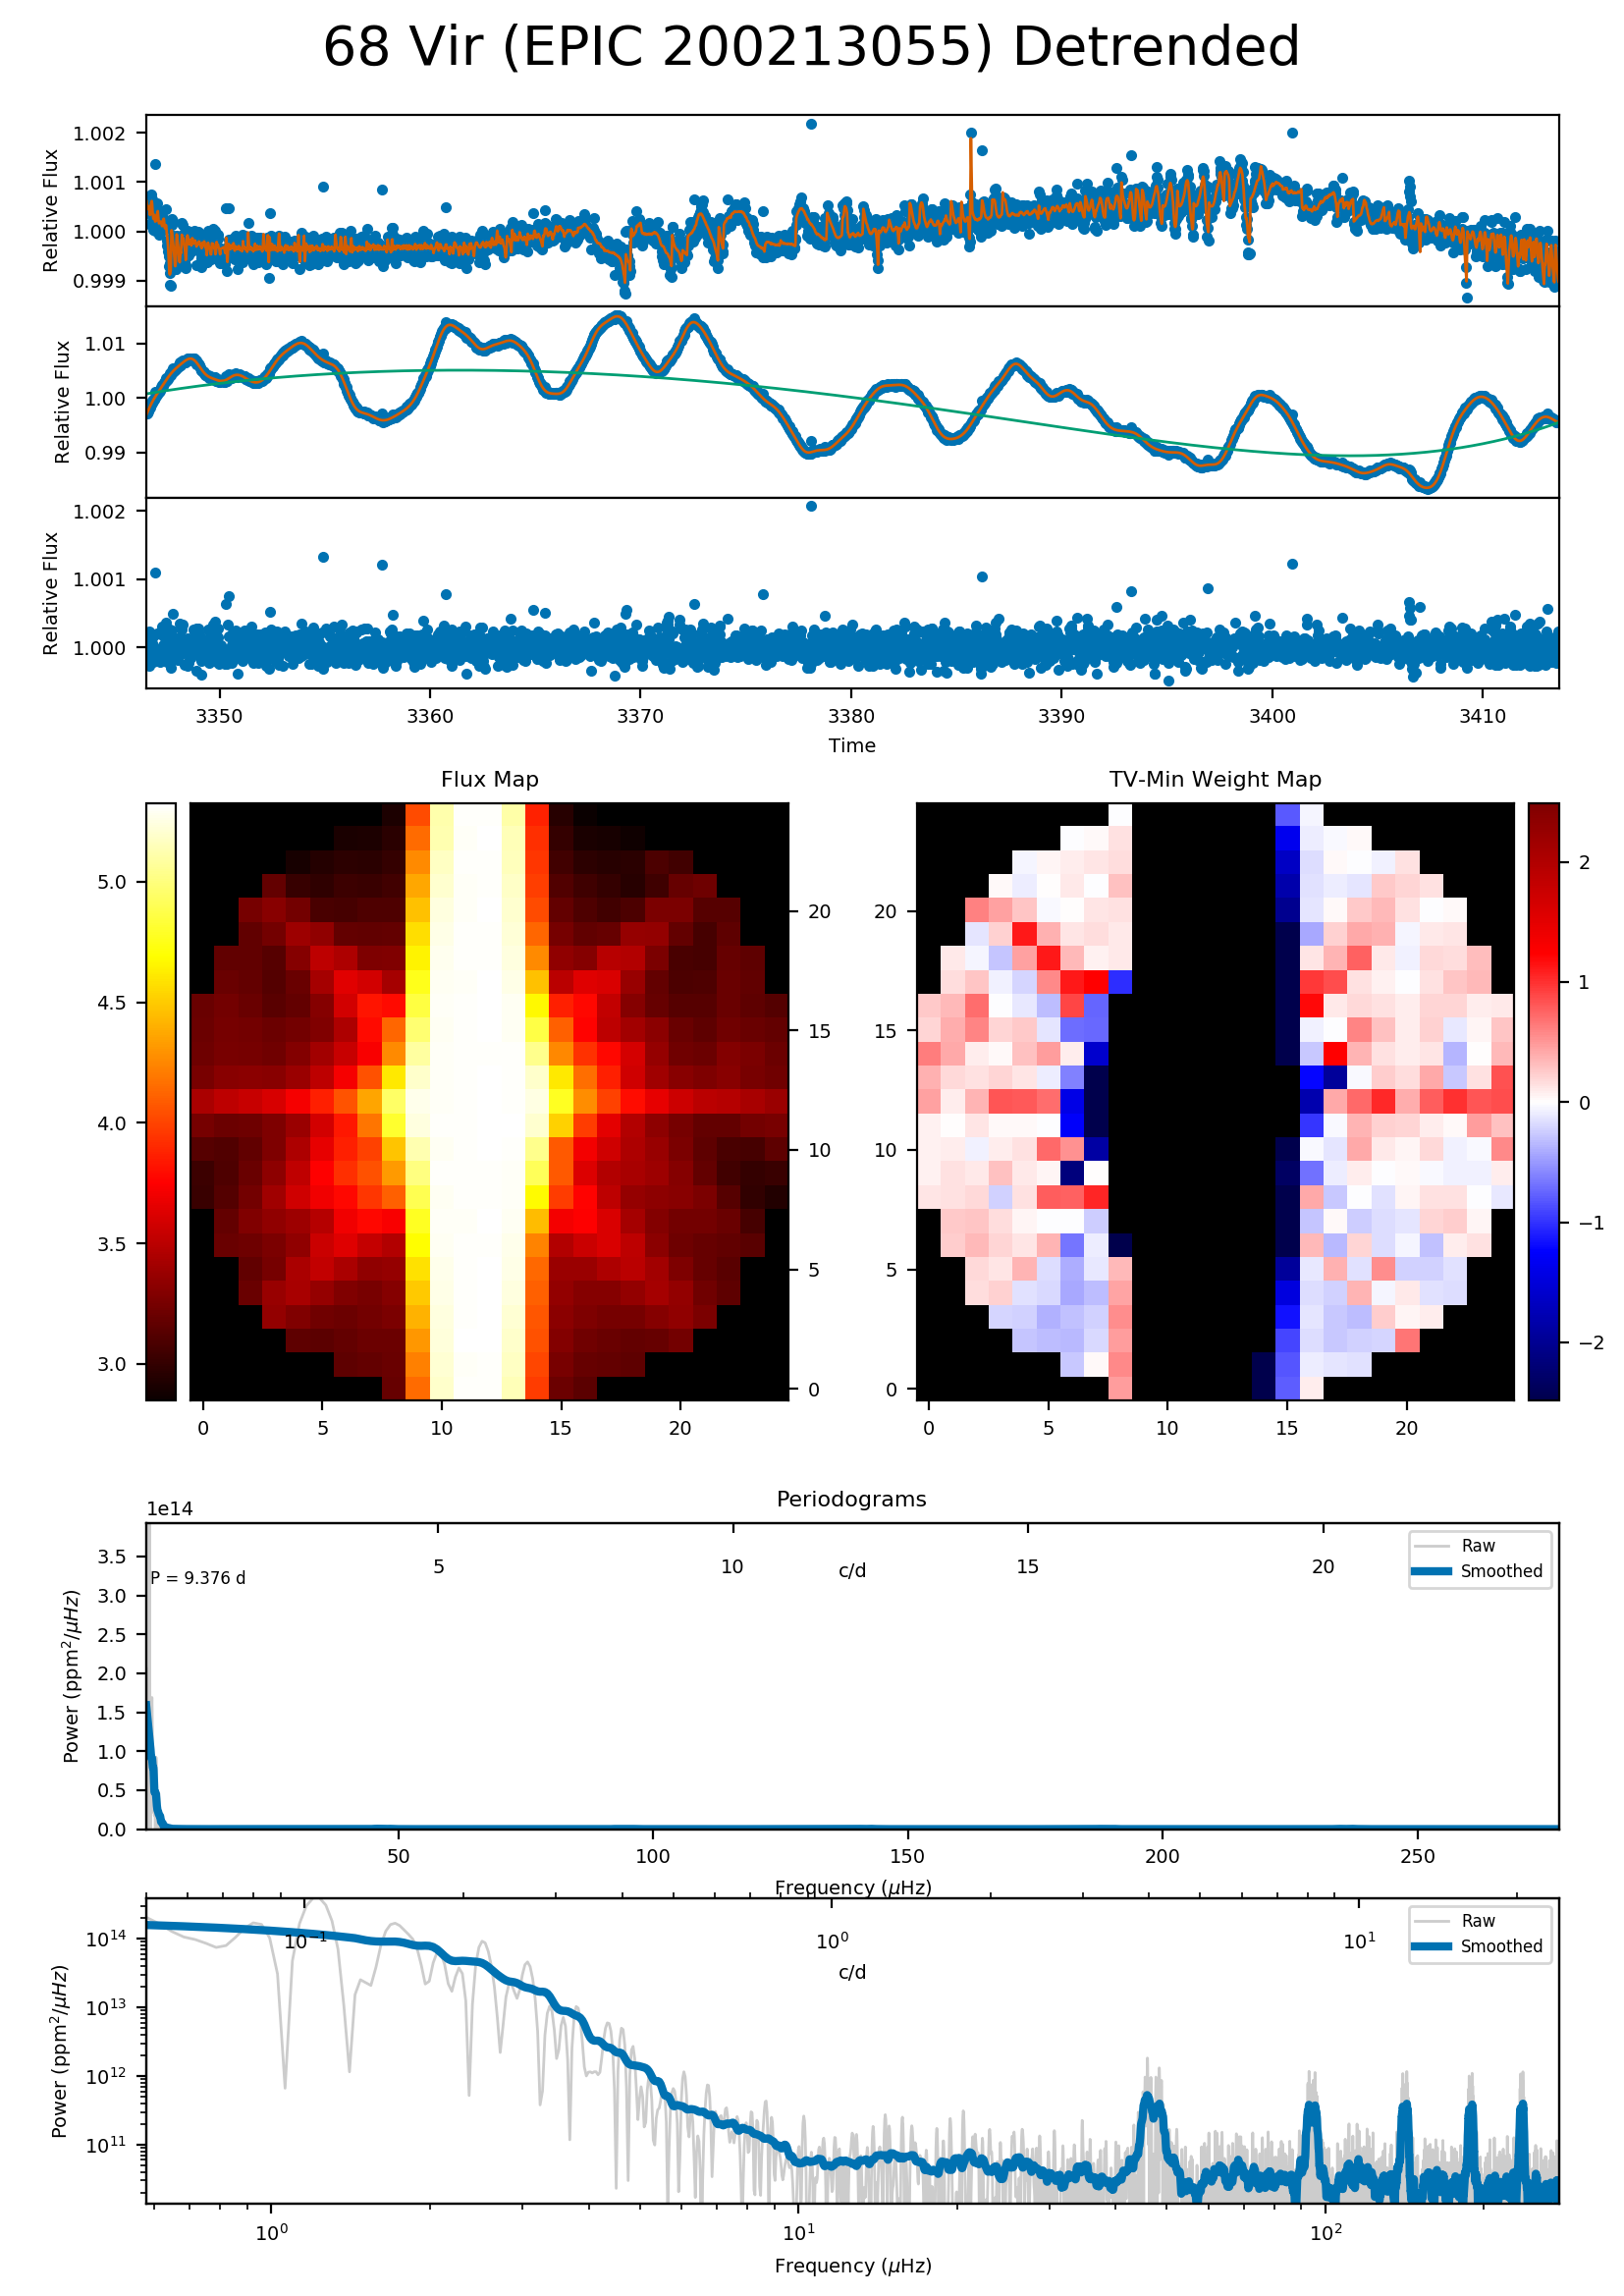 68 Vir (EPIC 200213055) Detrended
Relative Flux
1.002
1.001
1.000
0.999
Relative Flux
1.01
1.00
0.99
Relative Flux
1.002
1.001
1.000
3350 3360 3370 3380 3390 3400 3410
Time
Flux Map
5.0
4.5
4.0
3.5
3.0
20
15
10
5
0
0 5 10 15 20
TV-Min Weight Map
20
15
10
5
0
0 5 10 15 20
2
1
0
−1
−2
Periodograms
1e14
Power (ppm²/μHz)
3.5
3.0
2.5
2.0
1.5
1.0
0.5
0.0
P = 9.376 d
5 10 15 20
c/d
Raw
Smoothed
50 100 150 200 250
Frequency (μHz)
Power (ppm²/μHz)
10¹⁴
10¹³
10¹²
10¹¹
10⁻¹ 10⁰ 10¹
c/d
Raw
Smoothed
10⁰ 10¹ 10²
Frequency (μHz)